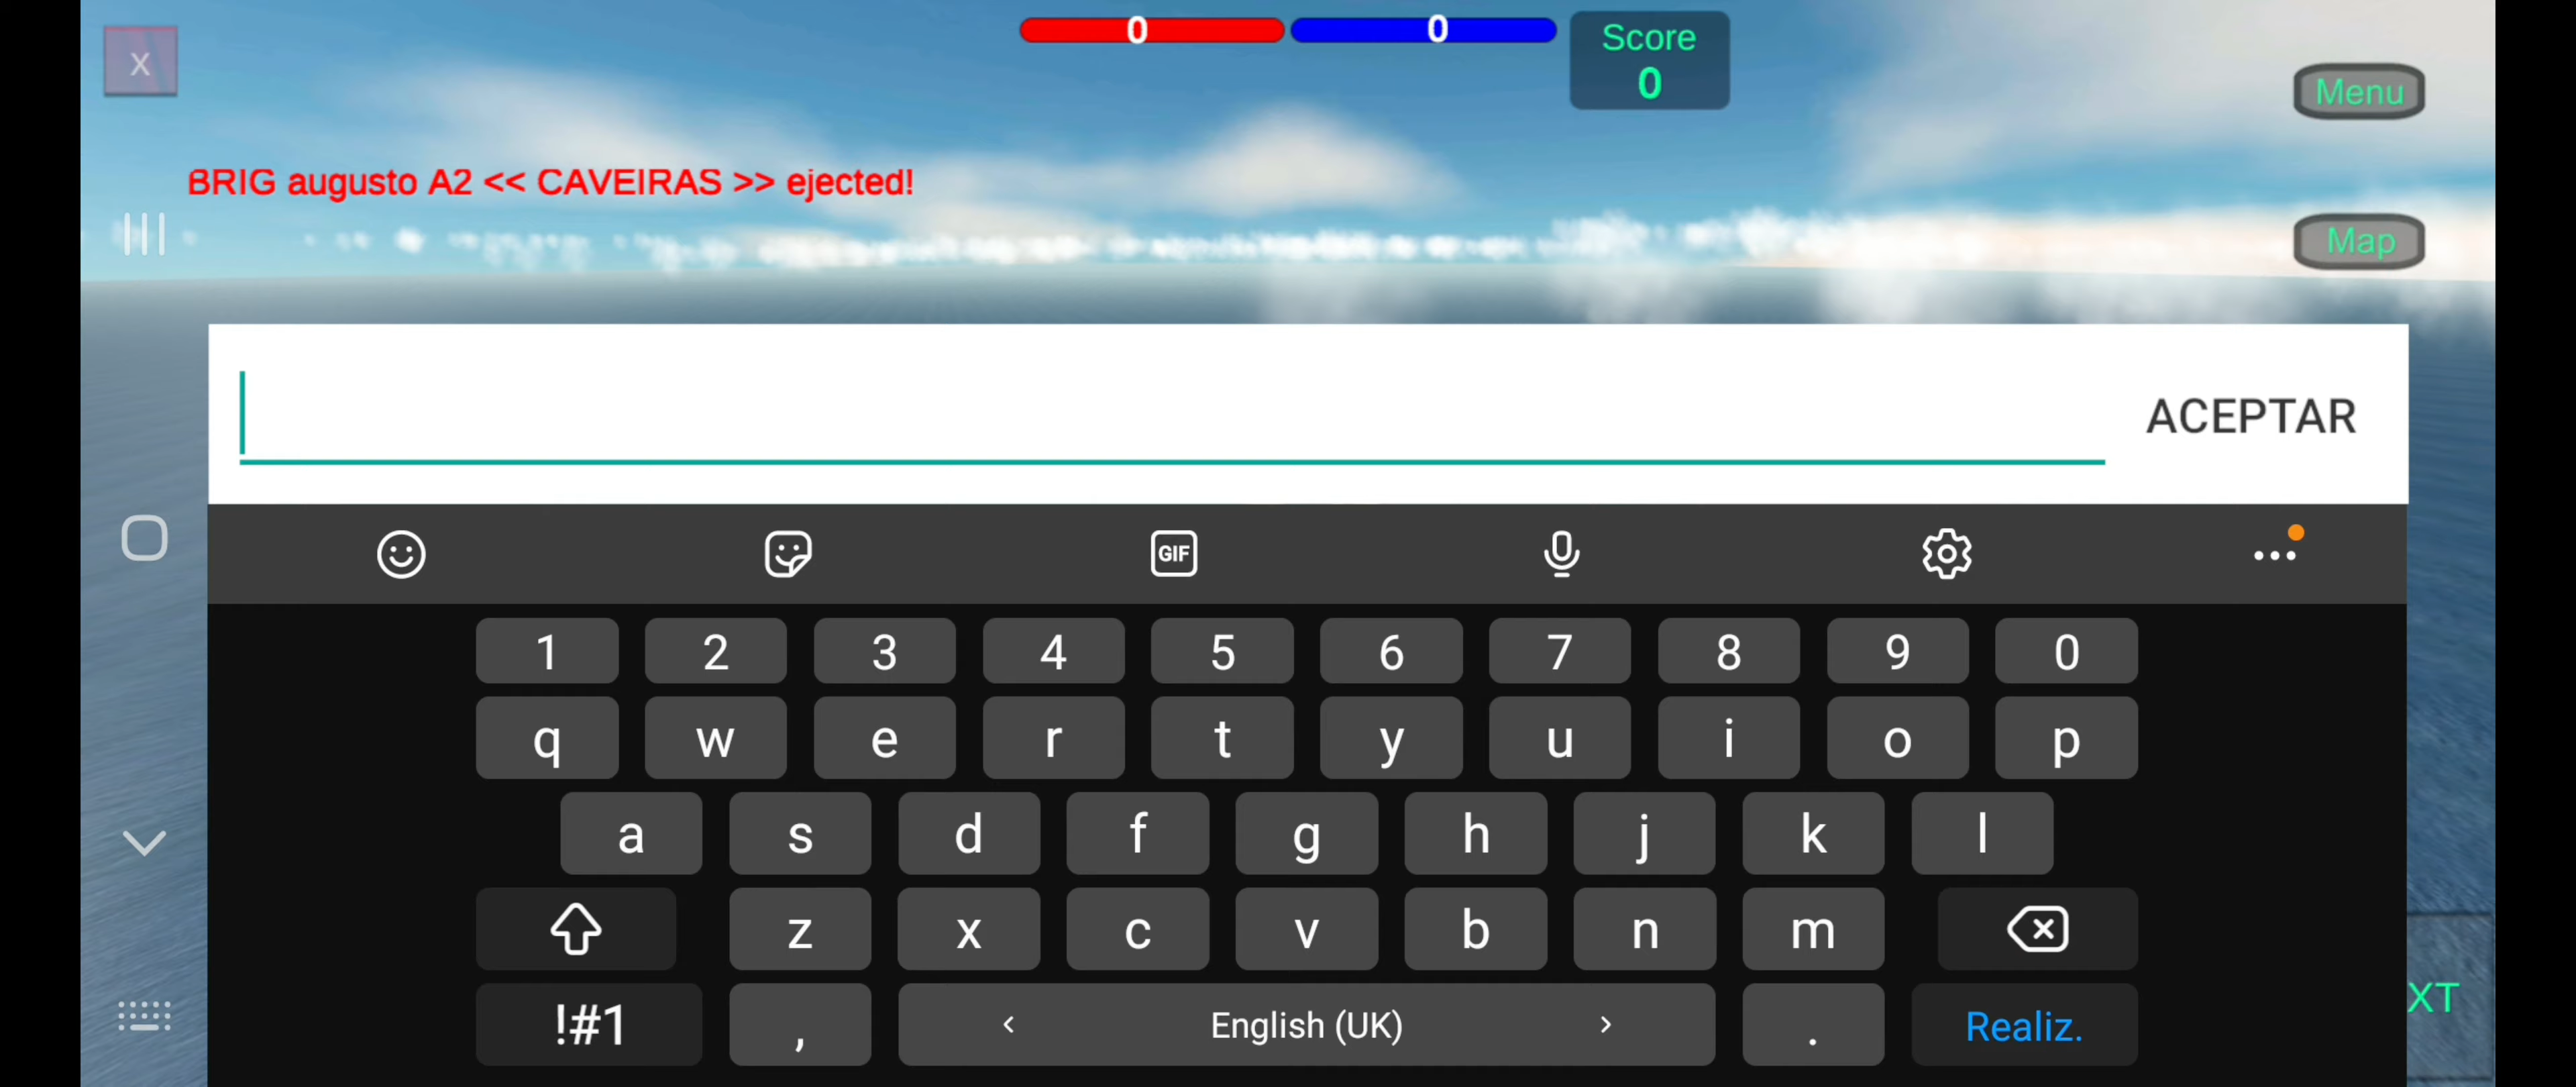 X
0 0
Score
0
Menu
BRIG augusto A2 << CAVEIRAS >> ejected!
Map
ACEPTAR
GIF
1 2 3 4 5 6 7 8 9 0
q w e r t y u i o p
a s d f g h j k l
z x c v b n m
XT
!#1 , < English (UK) > . Realiz.